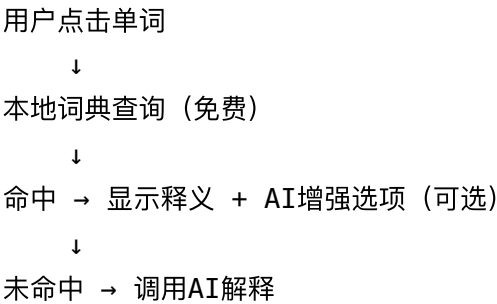 用户点击单词
↓
本地词典查询（免费）
↓
命中 → 显示释义 + AI增强选项（可选）
↓
未命中 → 调用AI解释